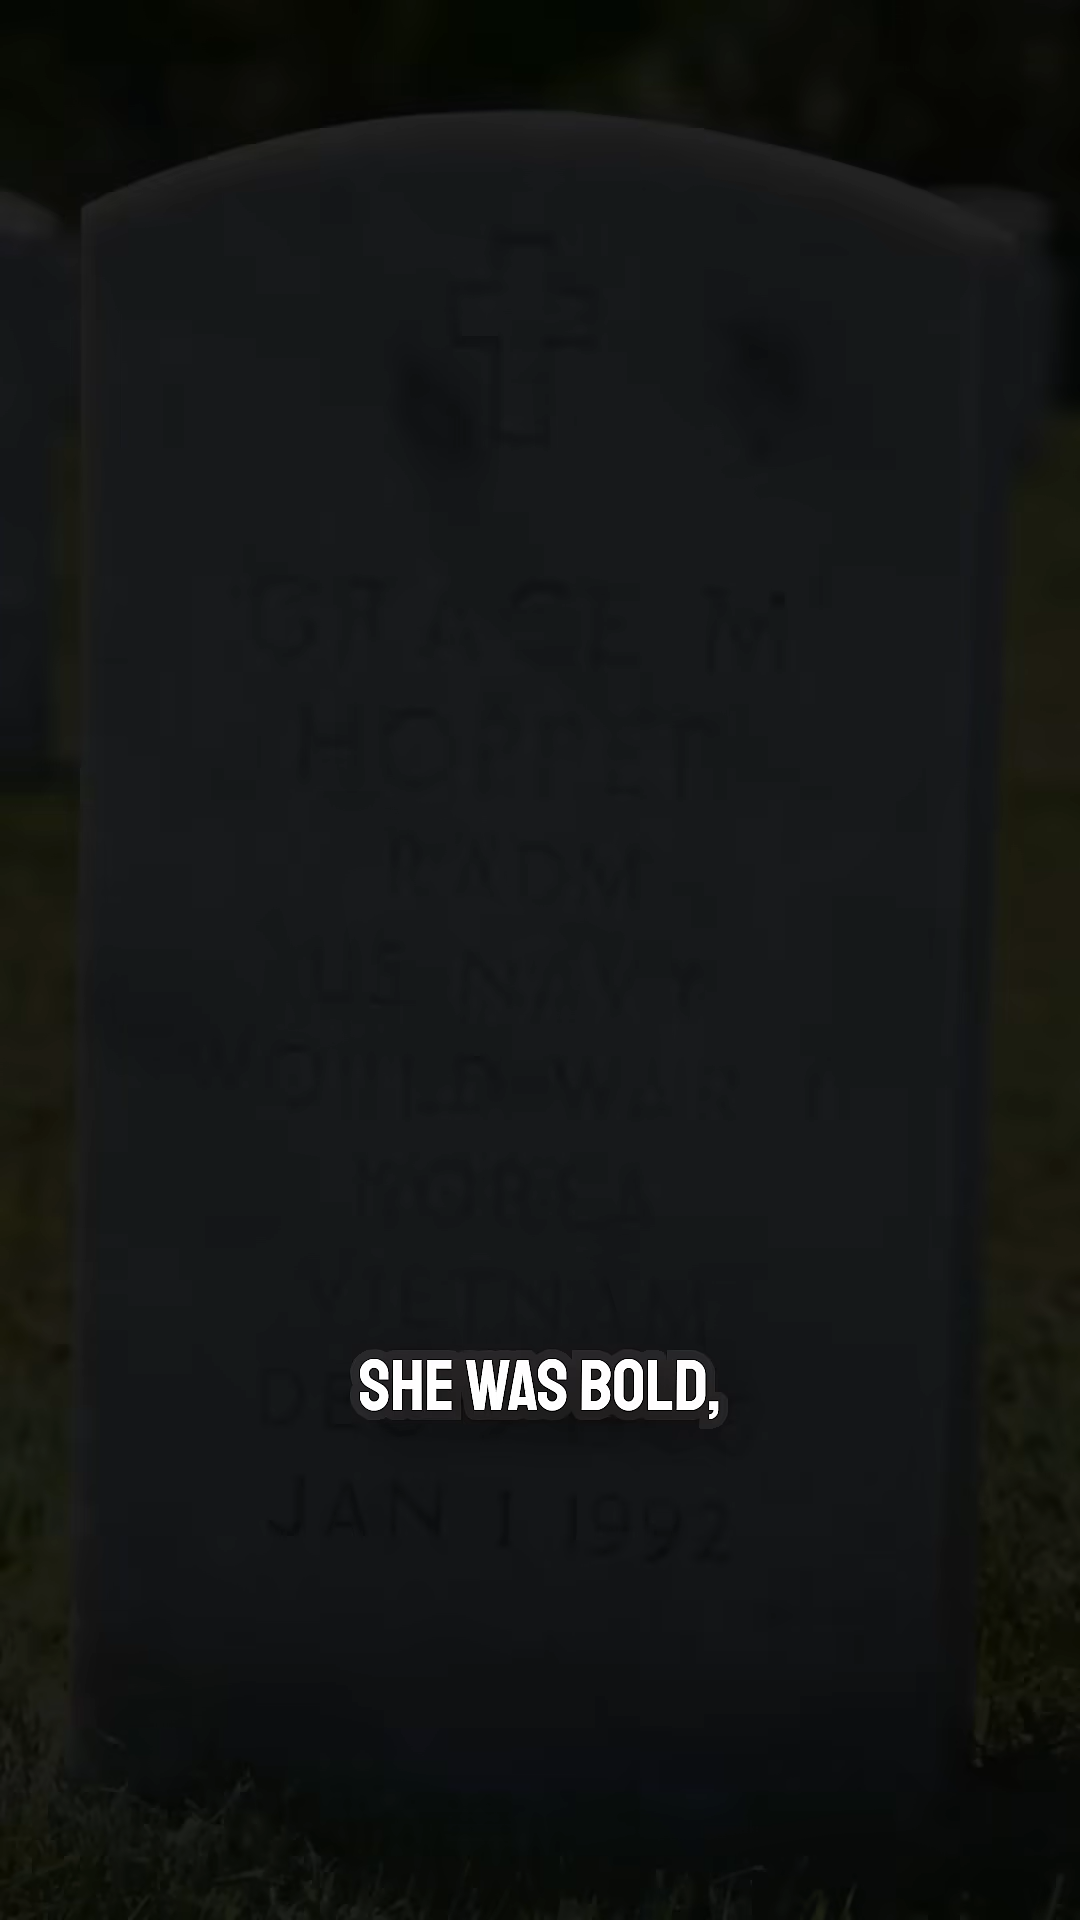 GRACE M
HOPPER
RADM
US NAVY
WORLD WAR II
KOREA
VIETNAM
SHE WAS BOLD,
JAN 1 1992